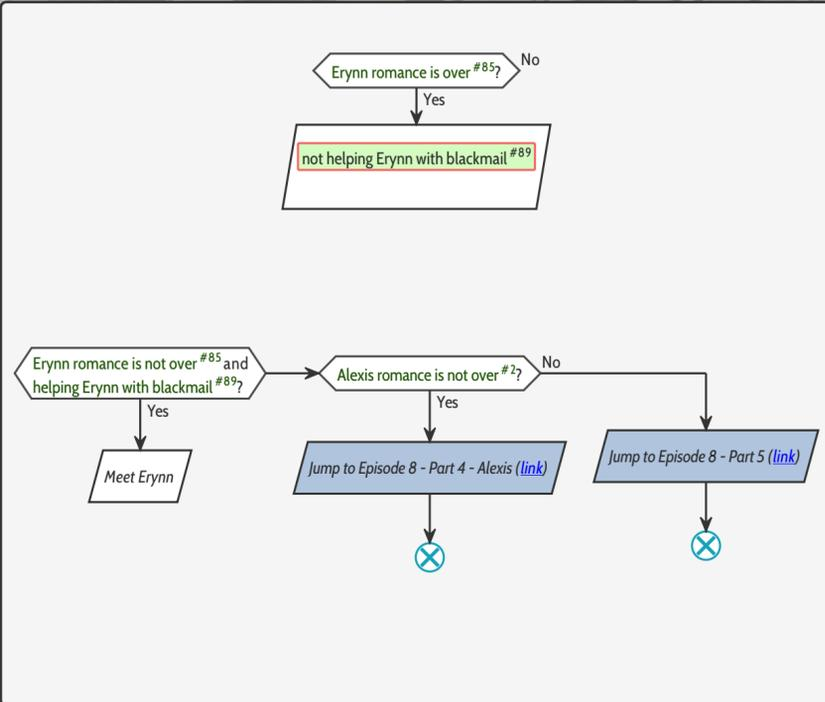 Erynn romance is over #85?
No
Yes
not helping Erynn with blackmail #89
Erynn romance is not over #85 and
helping Erynn with blackmail #89?
Yes
Meet Erynn
Alexis romance is not over #2?
No
Yes
Jump to Episode 8 - Part 4 - Alexis (link)
Jump to Episode 8 - Part 5 (link)